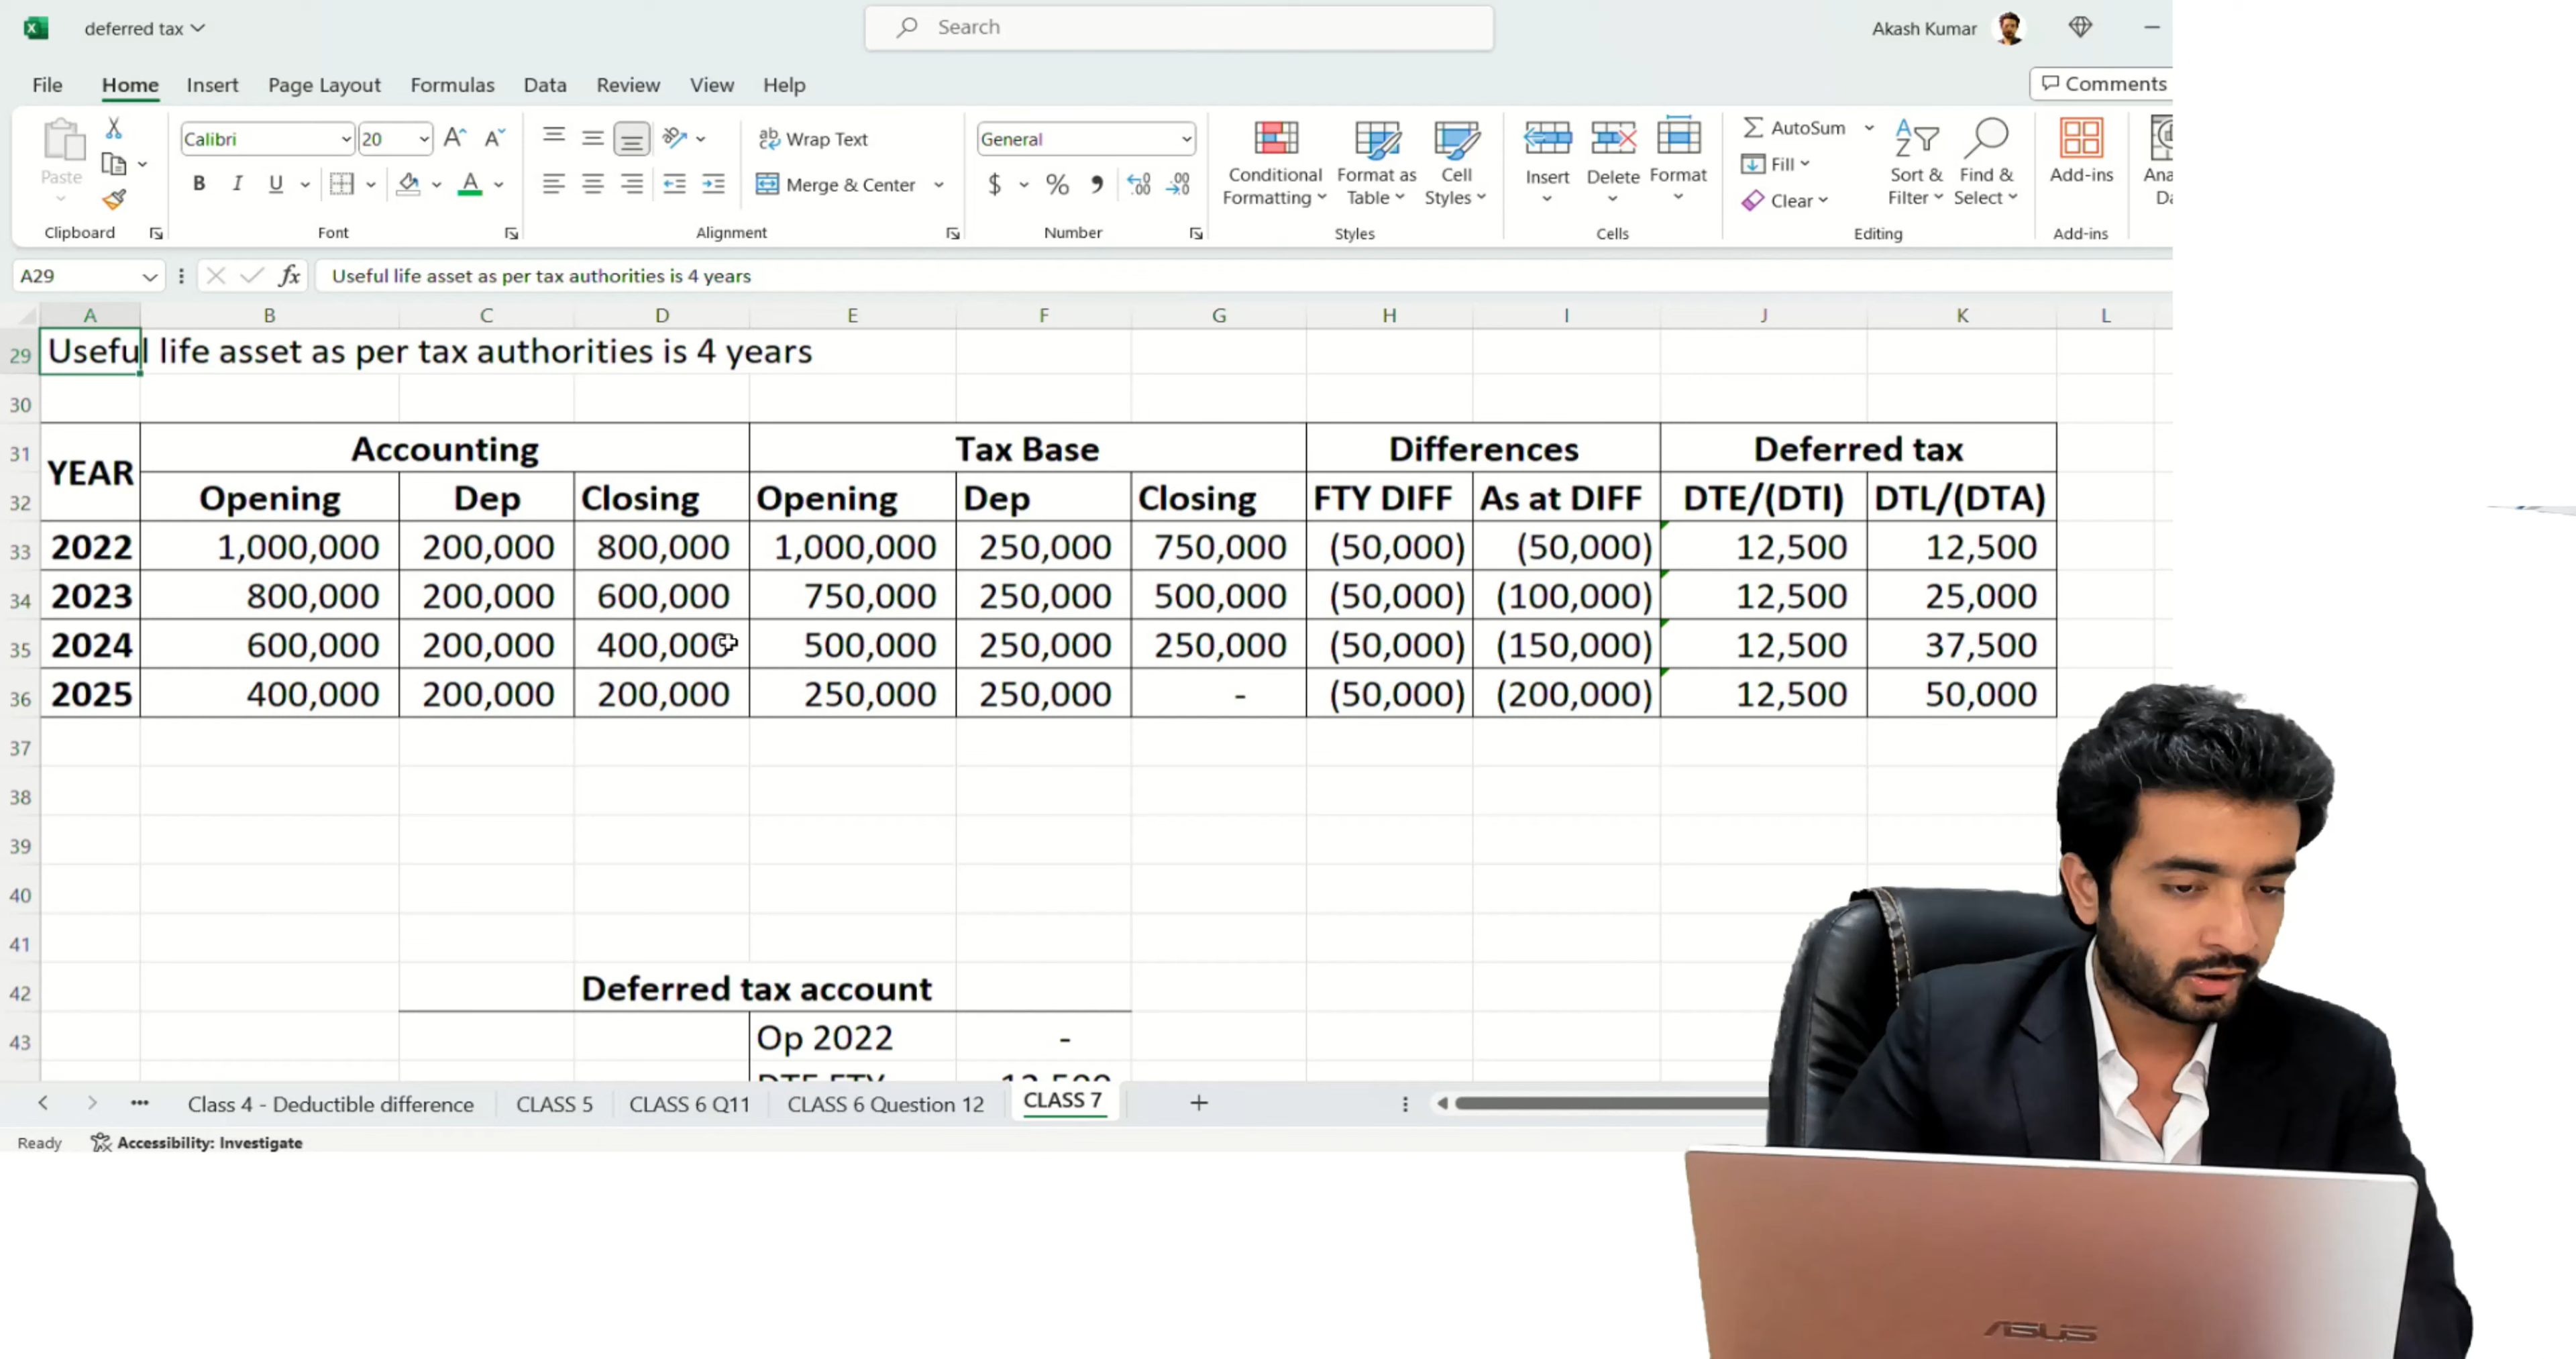 deferred tax
Search
Akash Kumar
File Home Insert Page Layout Formulas Data Review View Help
Comments
Paste
Calibri 20
Wrap Text
Merge & Center
General
Conditional Formatting
Format as Table
Cell Styles
Insert
Delete
Format
AutoSum
Fill
Clear
Sort & Filter
Find & Select
Add-ins
Clipboard Font Alignment Number Styles Cells Editing Add-ins
A29 fx Useful life asset as per tax authorities is 4 years
A B C D E F G H I J K L
29 Useful life asset as per tax authorities is 4 years
30
31 YEAR Accounting Tax Base Differences Deferred tax
32 Opening Dep Closing Opening Dep Closing FTY DIFF As at DIFF DTE/(DTI) DTL/(DTA)
33 2022 1,000,000 200,000 800,000 1,000,000 250,000 750,000 (50,000) (50,000) 12,500 12,500
34 2023 800,000 200,000 600,000 750,000 250,000 500,000 (50,000) (100,000) 12,500 25,000
35 2024 600,000 200,000 400,000 500,000 250,000 250,000 (50,000) (150,000) 12,500 37,500
36 2025 400,000 200,000 200,000 250,000 250,000 - (50,000) (200,000) 12,500 50,000
37
38
39
40
41
42 Deferred tax account
43 Op 2022 -
DTE FTY 12,500
Class 4 - Deductible difference CLASS 5 CLASS 6 Q11 CLASS 6 Question 12 CLASS 7
Ready Accessibility: Investigate
ASUS